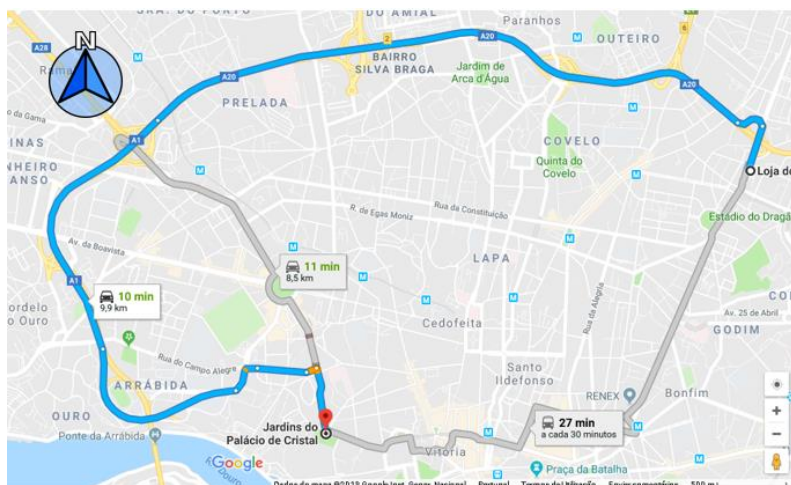 N
DO AMIAL
Paranhos
A28
A20
OUTEIRO
BAIRRO
SILVA BRAGA
Jardim de
Arca d'Água
A20
PRELADA
A20
A1
COVELO
Quinta do
Covelo
Loja do
Rua da Constituição
R. de Egas Moniz
Estádio do Dragão
Av. da Boavista
LAPA
11 min
8,5 km
A1
10 min
9,9 km
Rua da Alegria
Av. 25 de Abril
Cedofeita
GODIM
Rua do Campo Alegre
Santo
Ildefonso
ARRÁBIDA
RENEX
Bonfim
OURO
Jardins do
Palácio de Cristal
27 min
a cada 30 minutos
Ponte da Arrábida
Vitória
Google
Praça da Batalha